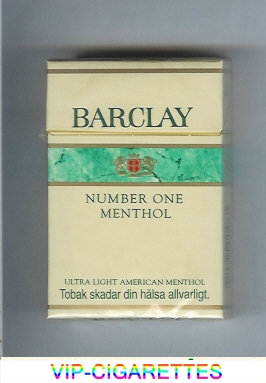 BARCLAY
NUMBER ONE
MENTHOL
ULTRA LIGHT AMERICAN MENTHOL
Tobak skadar din hälsa allvarligt.
VIP-CIGARETTES